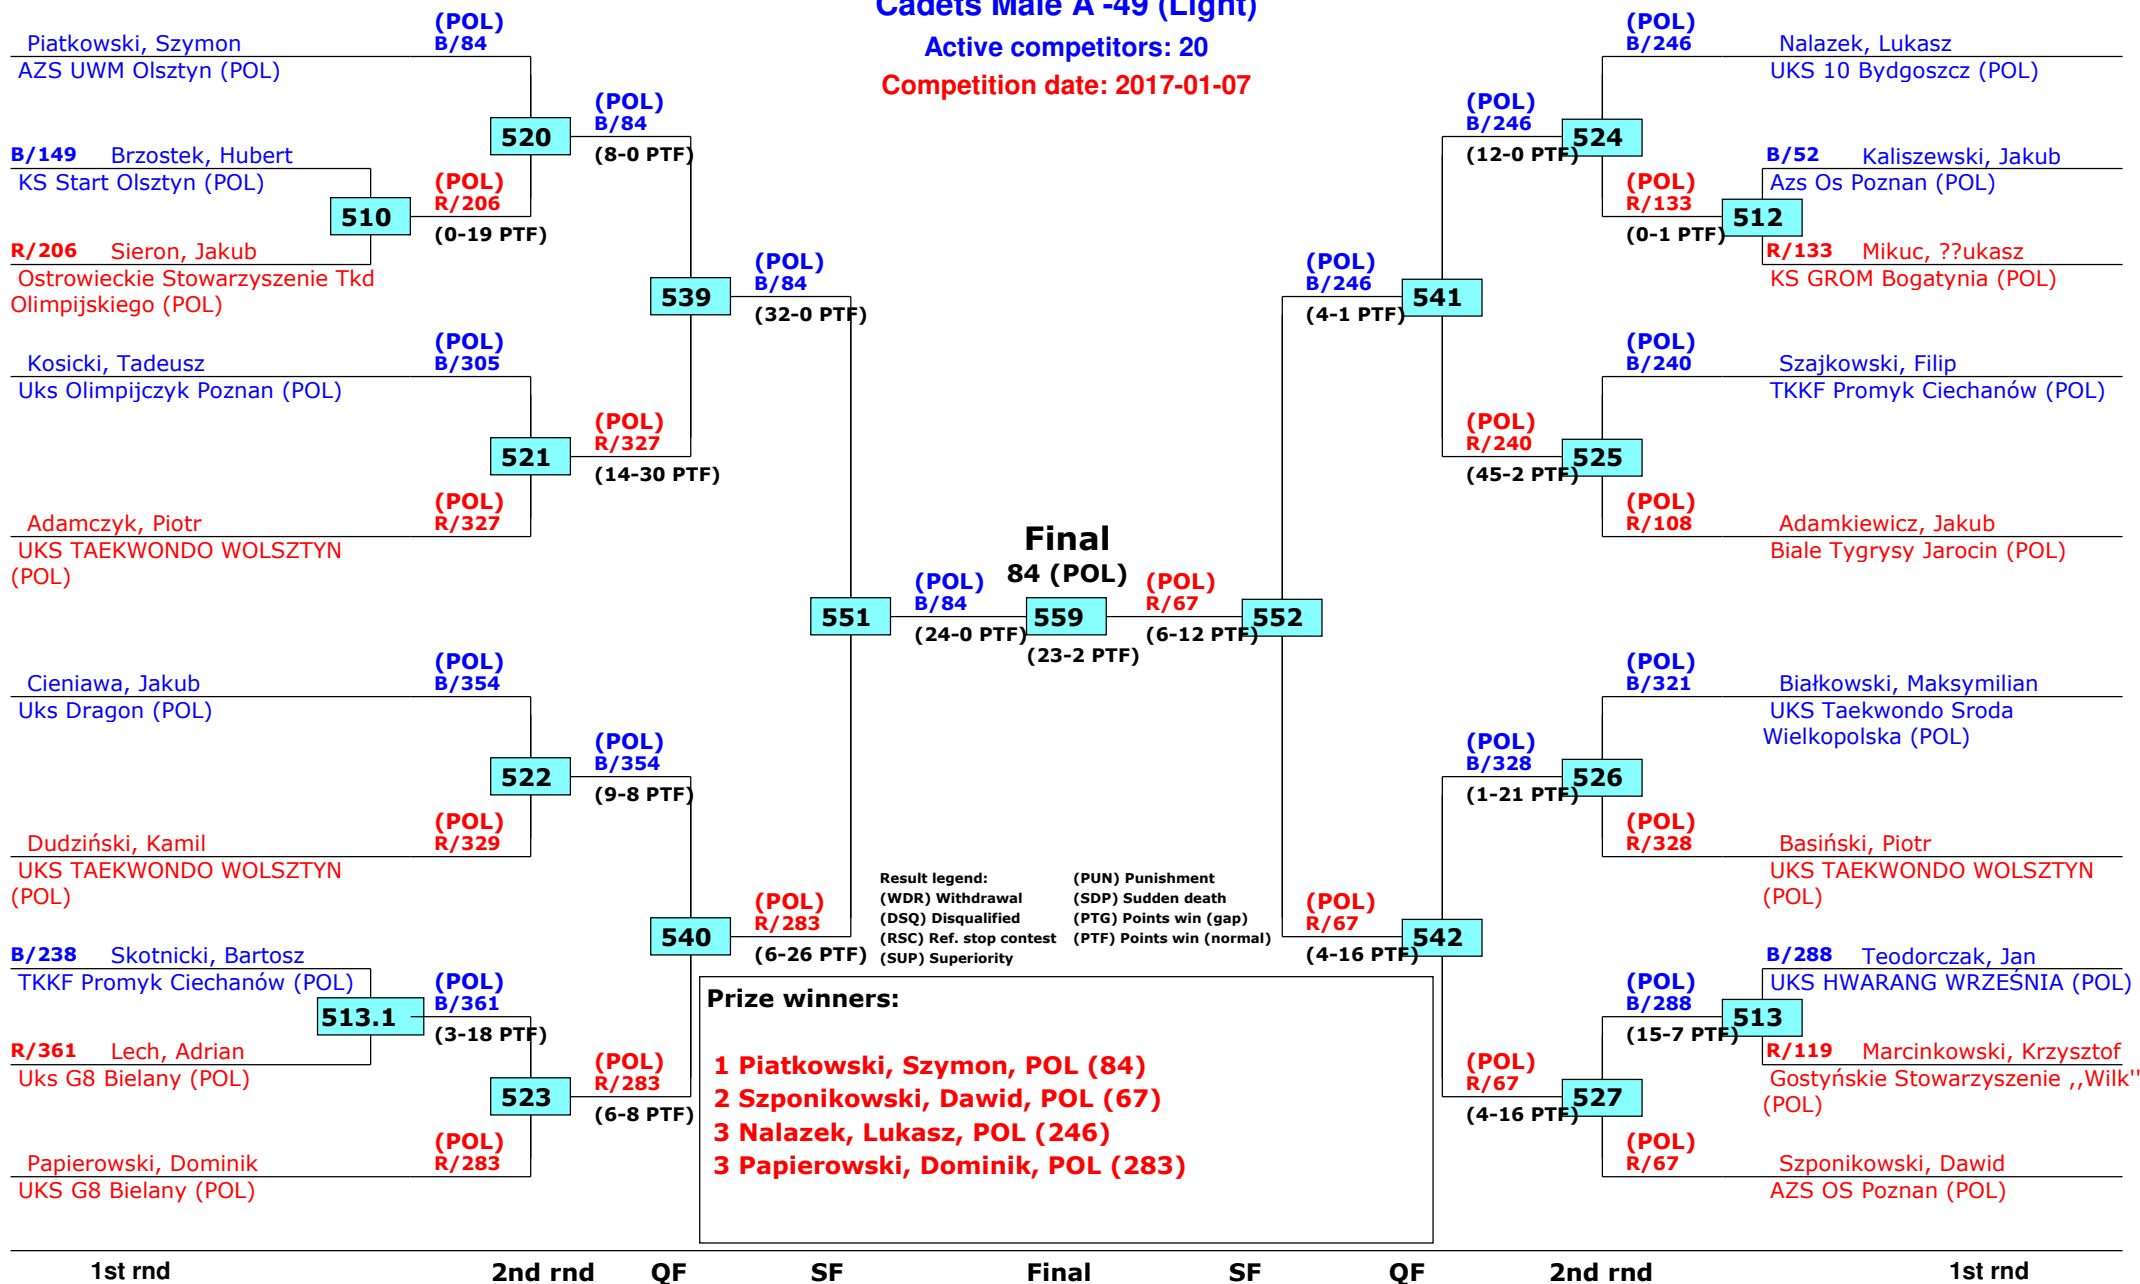 Cadets Male A -49 (Light)
Active competitors: 20
Competition date: 2017-01-07
Piatkowski, Szymon
AZS UWM Olsztyn (POL)
(POL)
B/84
B/149 Brzostek, Hubert
KS Start Olsztyn (POL)
510
R/206 Sieron, Jakub
Ostrowieckie Stowarzyszenie Tkd
Olimpijskiego (POL)
(POL)
R/206
(0-19 PTF)
520
(POL)
B/84
(8-0 PTF)
Kosicki, Tadeusz
Uks Olimpijczyk Poznan (POL)
(POL)
B/305
521
Adamczyk, Piotr
UKS TAEKWONDO WOLSZTYN
(POL)
(POL)
R/327
(POL)
R/327
(14-30 PTF)
539
(POL)
B/84
(32-0 PTF)
Cieniawa, Jakub
Uks Dragon (POL)
(POL)
B/354
522
Dudziński, Kamil
UKS TAEKWONDO WOLSZTYN
(POL)
(POL)
R/329
(POL)
B/354
(9-8 PTF)
B/238 Skotnicki, Bartosz
TKKF Promyk Ciechanów (POL)
513.1
R/361 Lech, Adrian
Uks G8 Bielany (POL)
(POL)
B/361
(3-18 PTF)
523
Papierowski, Dominik
UKS G8 Bielany (POL)
(POL)
R/283
(POL)
R/283
(6-8 PTF)
540
(POL)
R/283
(6-26 PTF)
551
(POL)
B/84
(24-0 PTF)
Final
84 (POL)
559
(23-2 PTF)
(POL)
R/67
(6-12 PTF)
552
(POL)
B/246
(4-1 PTF)
541
(POL)
B/246
(12-0 PTF)
524
(POL)
B/246
Nalazek, Lukasz
UKS 10 Bydgoszcz (POL)
B/52 Kaliszewski, Jakub
Azs Os Poznan (POL)
(POL)
R/133
(0-1 PTF)
512
R/133 Mikuc, ??ukasz
KS GROM Bogatynia (POL)
(POL)
B/240
Szajkowski, Filip
TKKF Promyk Ciechanów (POL)
(POL)
R/240
(45-2 PTF)
525
(POL)
R/108
Adamkiewicz, Jakub
Biale Tygrysy Jarocin (POL)
(POL)
B/321
Białkowski, Maksymilian
UKS Taekwondo Sroda
Wielkopolska (POL)
(POL)
B/328
(1-21 PTF)
526
(POL)
R/328
Basiński, Piotr
UKS TAEKWONDO WOLSZTYN
(POL)
(POL)
R/67
(4-16 PTF)
542
B/288 Teodorczak, Jan
UKS HWARANG WRZEŚNIA (POL)
(POL)
B/288
(15-7 PTF)
513
R/119 Marcinkowski, Krzysztof
Gostyńskie Stowarzyszenie ,,Wilk''
(POL)
(POL)
R/67
(4-16 PTF)
527
(POL)
R/67
Szponikowski, Dawid
AZS OS Poznan (POL)
Result legend:
(WDR) Withdrawal
(DSQ) Disqualified
(RSC) Ref. stop contest
(SUP) Superiority
(PUN) Punishment
(SDP) Sudden death
(PTG) Points win (gap)
(PTF) Points win (normal)
Prize winners:
1 Piatkowski, Szymon, POL (84)
2 Szponikowski, Dawid, POL (67)
3 Nalazek, Lukasz, POL (246)
3 Papierowski, Dominik, POL (283)
1st rnd 2nd rnd QF SF Final SF QF 2nd rnd 1st rnd